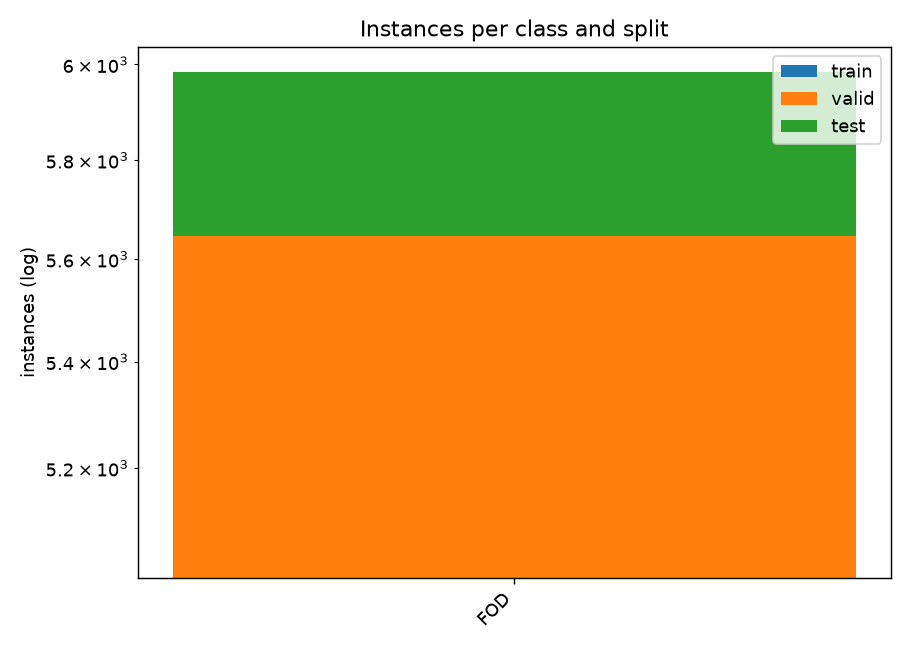 Instances per class and split
6 × 10³
5.8 × 10³
5.6 × 10³
5.4 × 10³
5.2 × 10³
instances (log)
train
valid
test
FOD